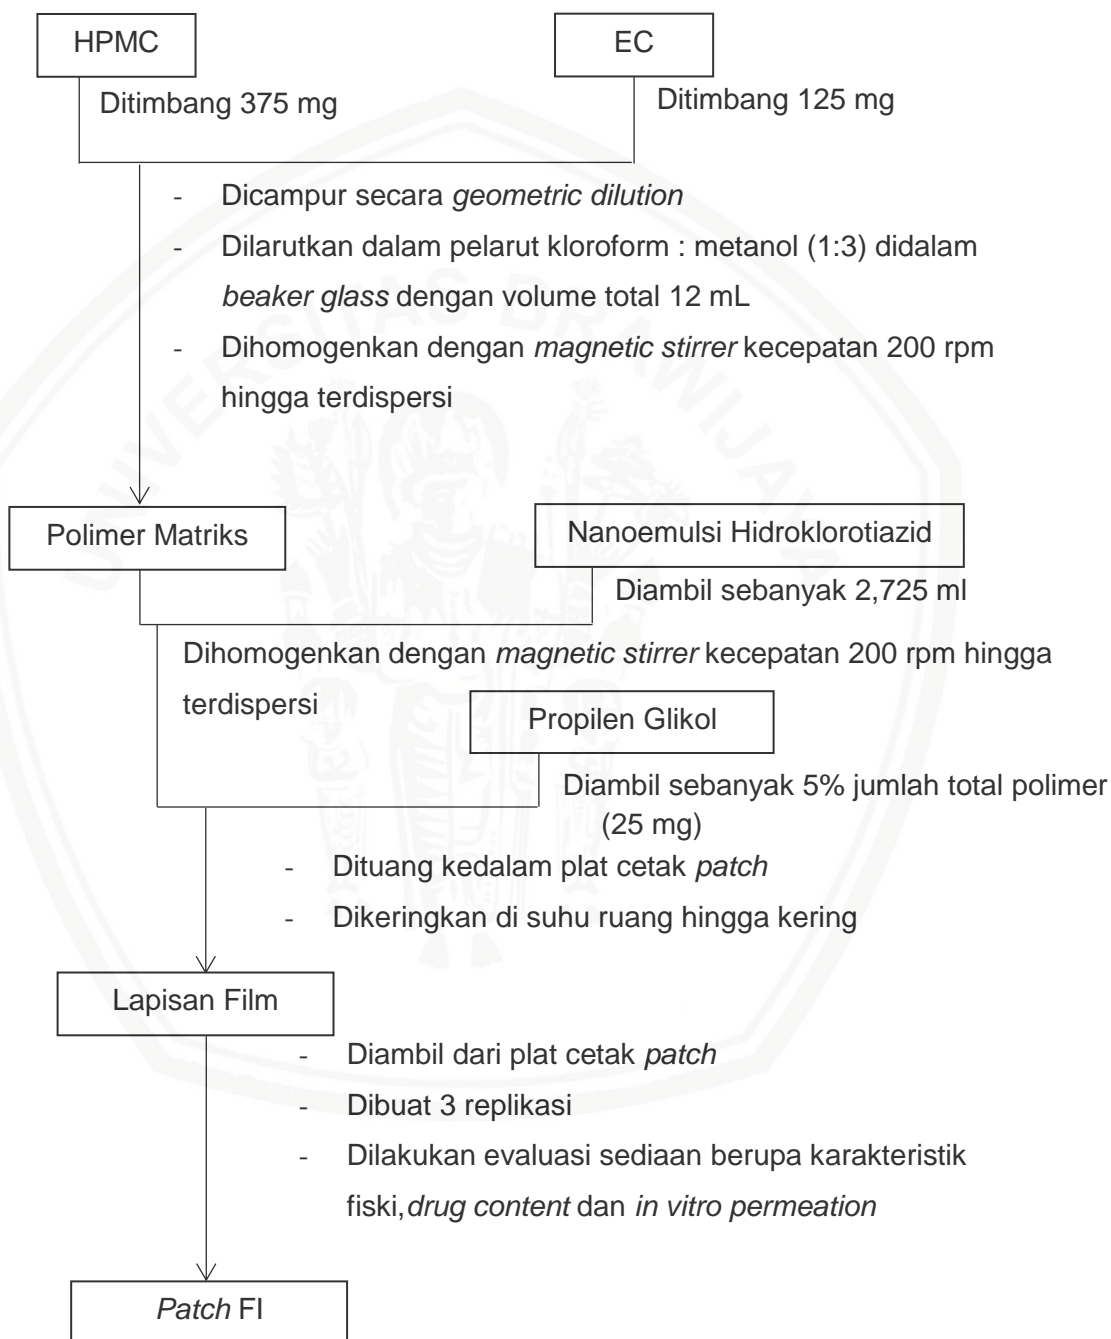 HPMC
EC
Ditimbang 375 mg
Ditimbang 125 mg
- Dicampur secara geometric dilution
- Dilarutkan dalam pelarut kloroform : metanol (1:3) didalam
beaker glass dengan volume total 12 mL
- Dihomogenkan dengan magnetic stirrer kecepatan 200 rpm
hingga terdispersi
Polimer Matriks
Nanoemulsi Hidroklorotiazid
Diambil sebanyak 2,725 ml
Dihomogenkan dengan magnetic stirrer kecepatan 200 rpm hingga
terdispersi
Propilen Glikol
Diambil sebanyak 5% jumlah total polimer
(25 mg)
- Dituang kedalam plat cetak patch
- Dikeringkan di suhu ruang hingga kering
Lapisan Film
- Diambil dari plat cetak patch
- Dibuat 3 replikasi
- Dilakukan evaluasi sediaan berupa karakteristik
fiski,drug content dan in vitro permeation
Patch FI
UNIVERSITAS BRAWIJAYA